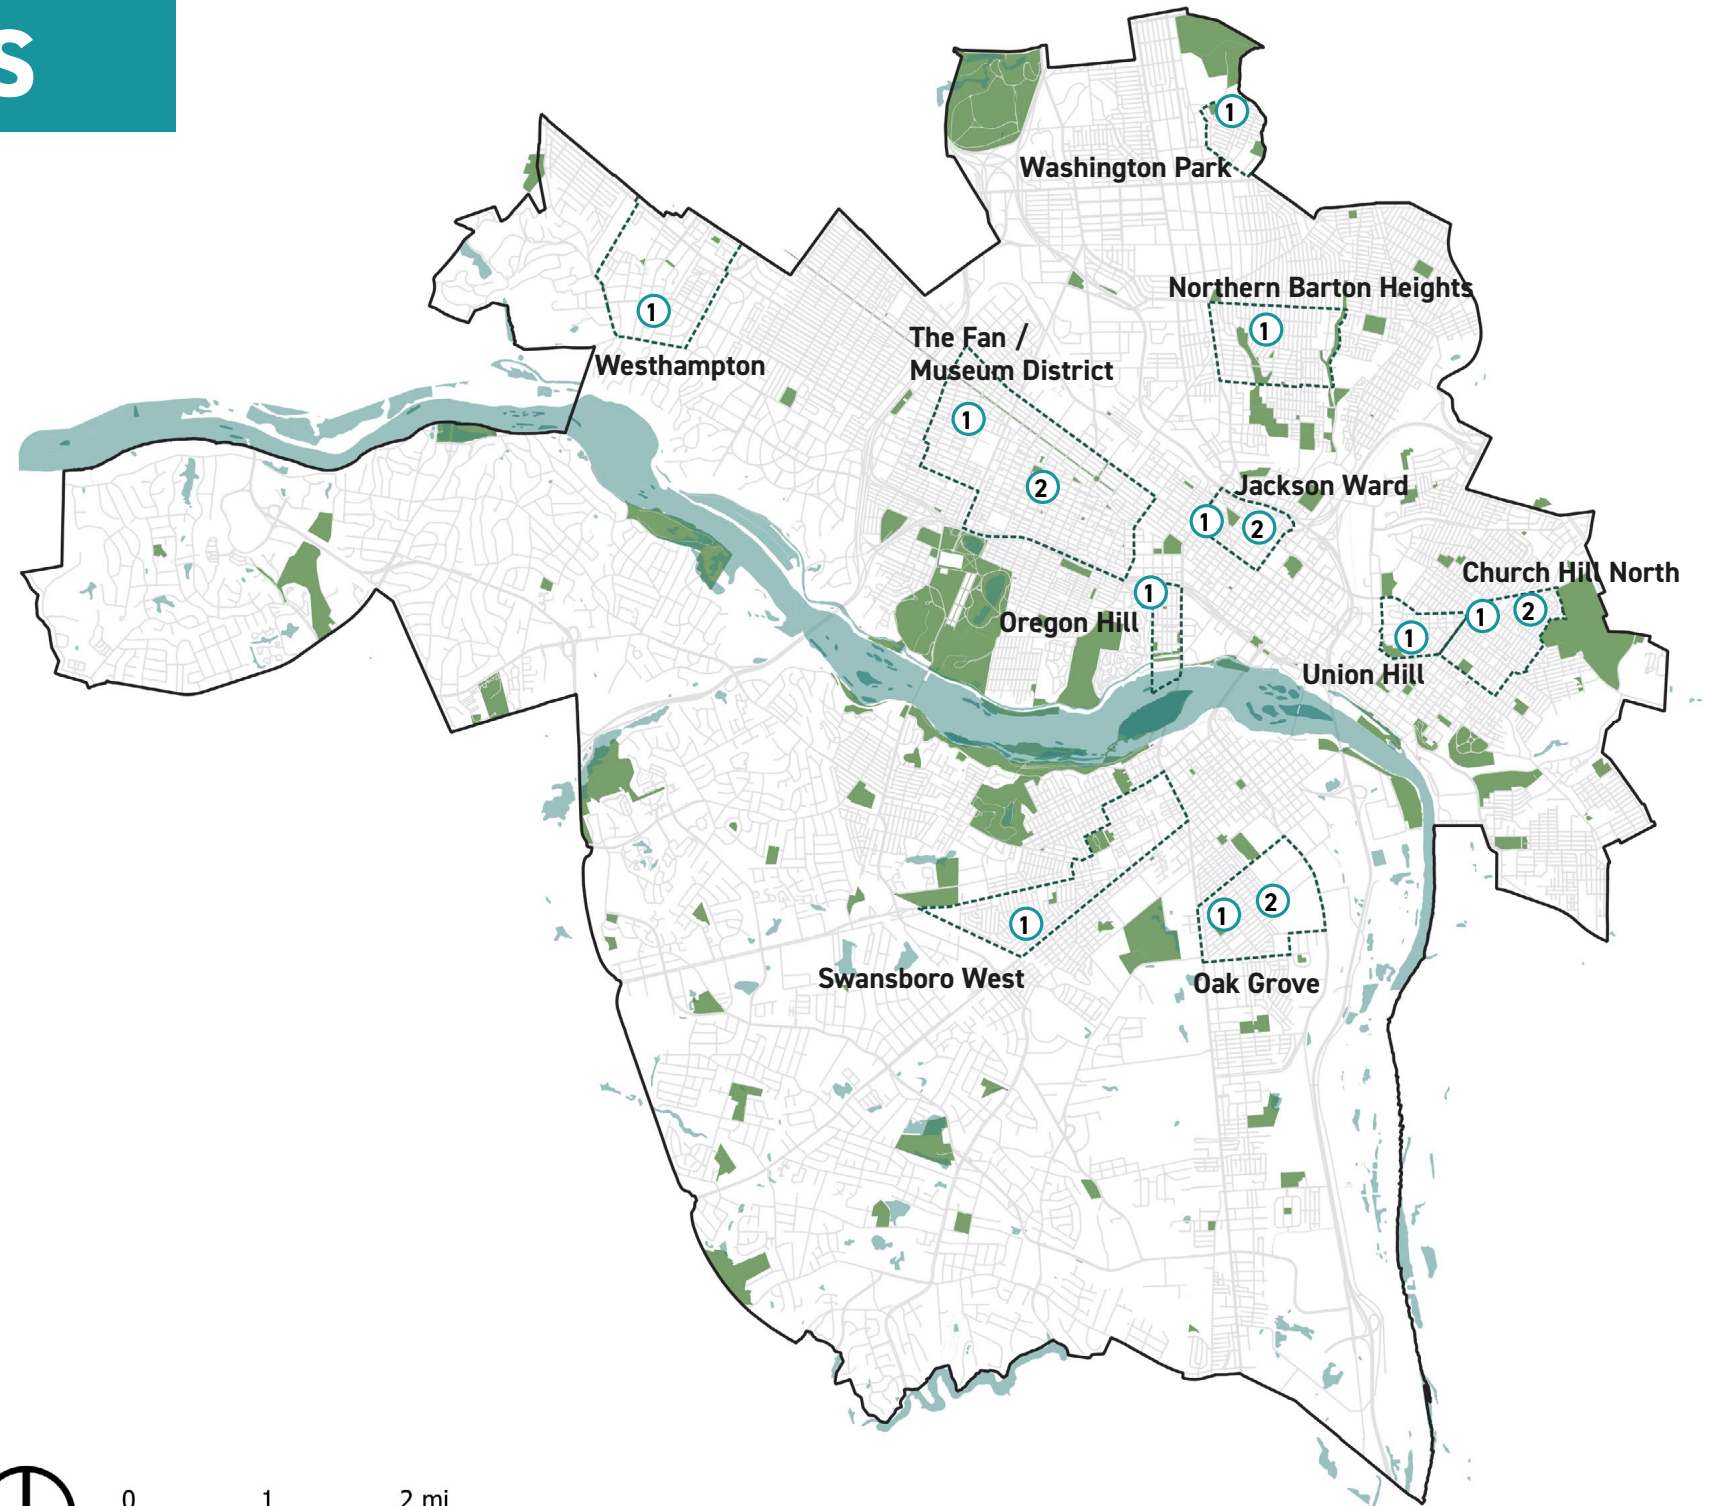 S
1
Washington Park
Northern Barton Heights
1
1
Westhampton
The Fan /
Museum District
1
2
Jackson Ward
1
2
Church Hill North
1
2
1
Union Hill
1
Oregon Hill
1
Swansboro West
1
2
Oak Grove
0 1 2 mi